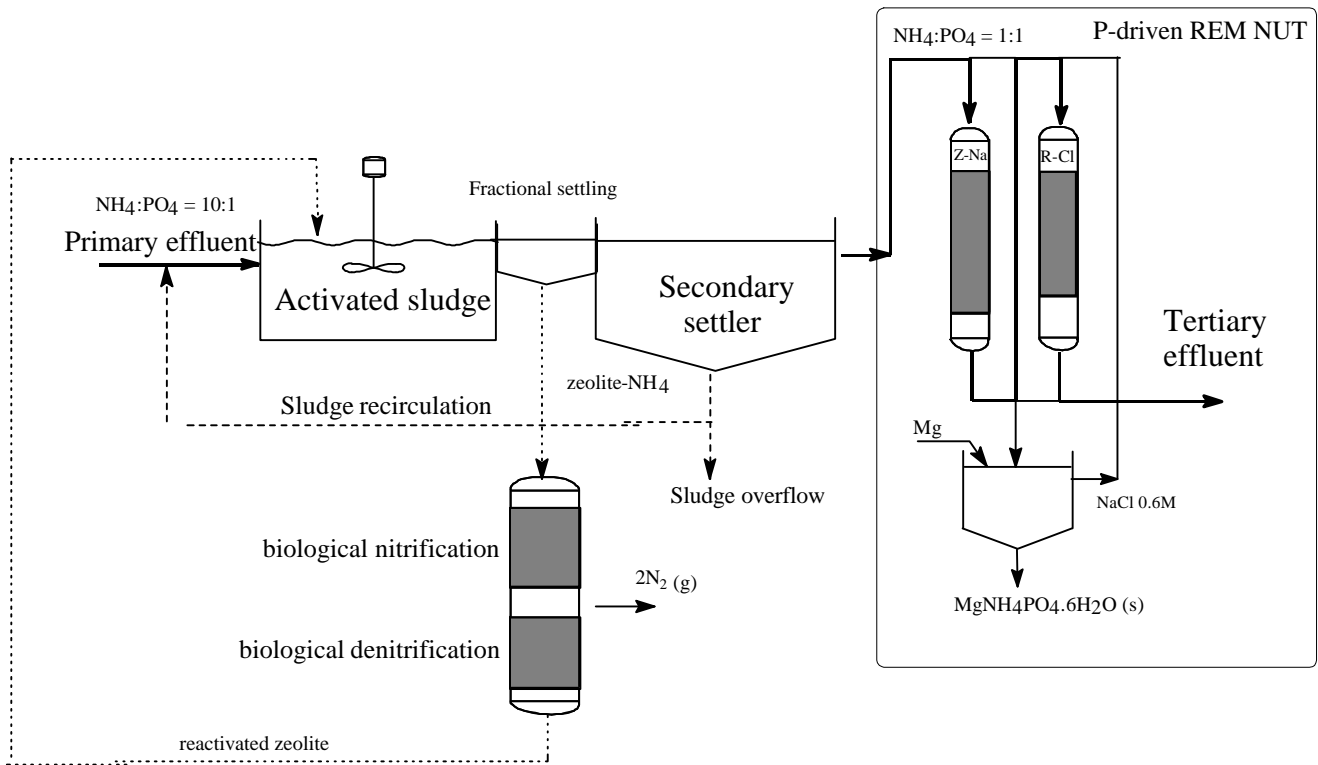 P-driven REM NUT
NH4:PO4 = 1:1
Z-Na
R-Cl
Fractional settling
NH4:PO4 = 10:1
Primary effluent
Activated sludge
Secondary
settler
Tertiary
effluent
zeolite-NH4
Sludge recirculation
Mg
Sludge overflow
NaCl 0.6M
biological nitrification
2N2 (g)
MgNH4PO4.6H2O (s)
biological denitrification
reactivated zeolite